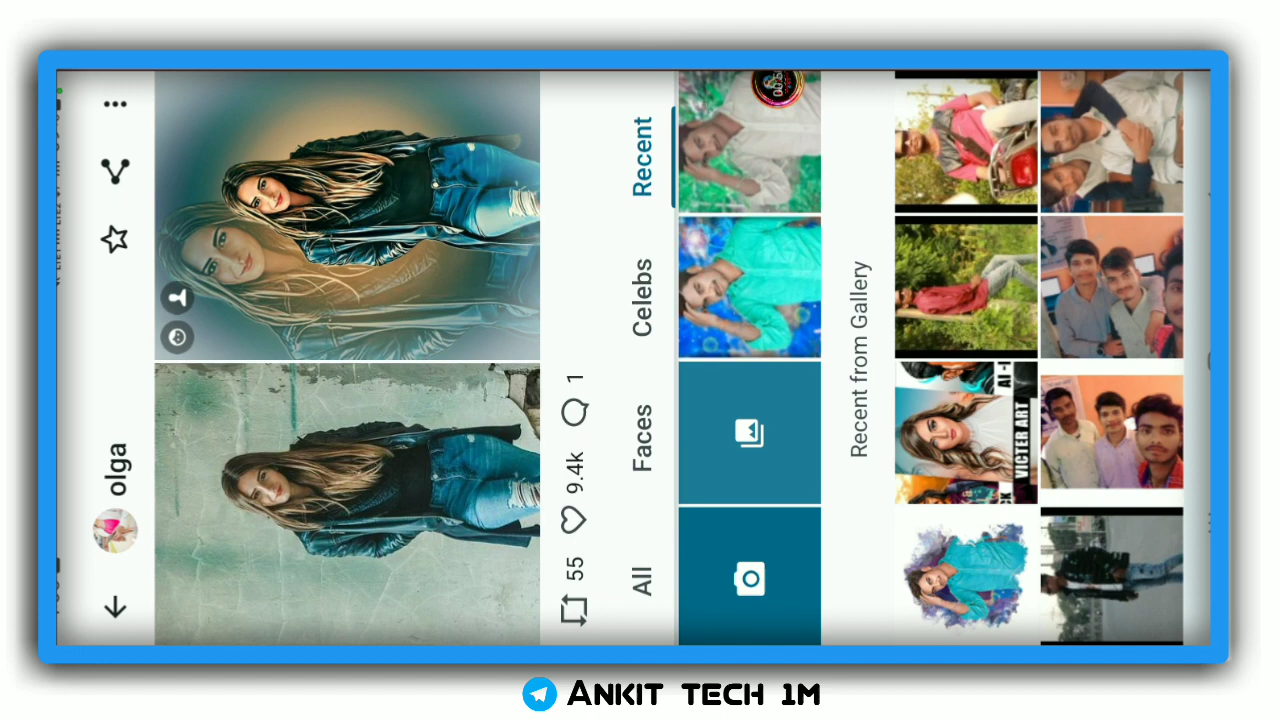 olga
55 9.4k 1
All Faces Celebs Recent
Recent from Gallery
VICTER ART
ANKIT TECH 1M